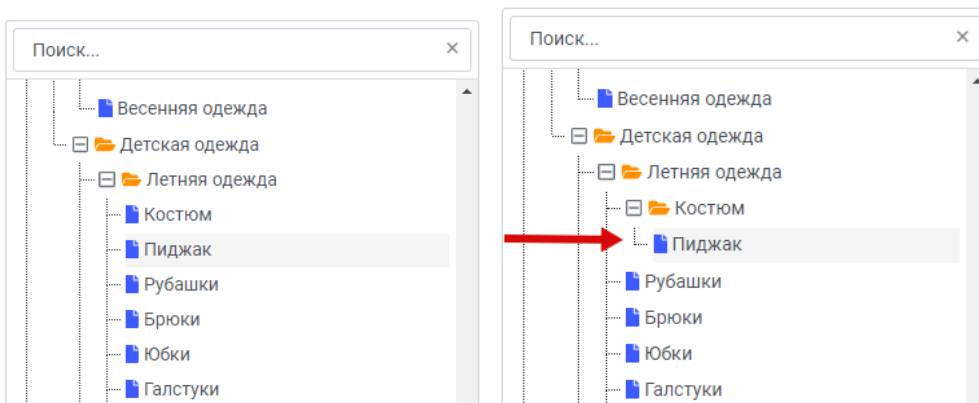 Поиск...
Весенняя одежда
Детская одежда
Летняя одежда
Костюм
Пиджак
Рубашки
Брюки
Юбки
Галстуки
Поиск...
Весенняя одежда
Детская одежда
Летняя одежда
Костюм
Пиджак
Рубашки
Брюки
Юбки
Галстуки